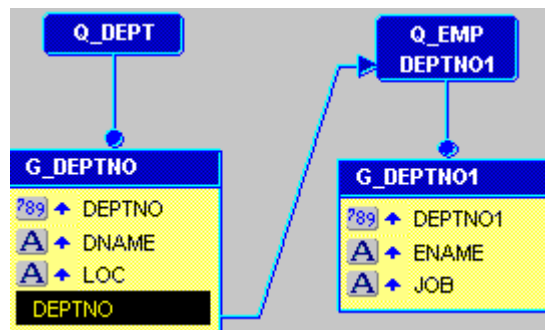 Q_DEPT
Q_EMP
DEPTNO1
G_DEPTNO
789 DEPTNO
A DNAME
A LOC
DEPTNO
G_DEPTNO1
789 DEPTNO1
A ENAME
A JOB